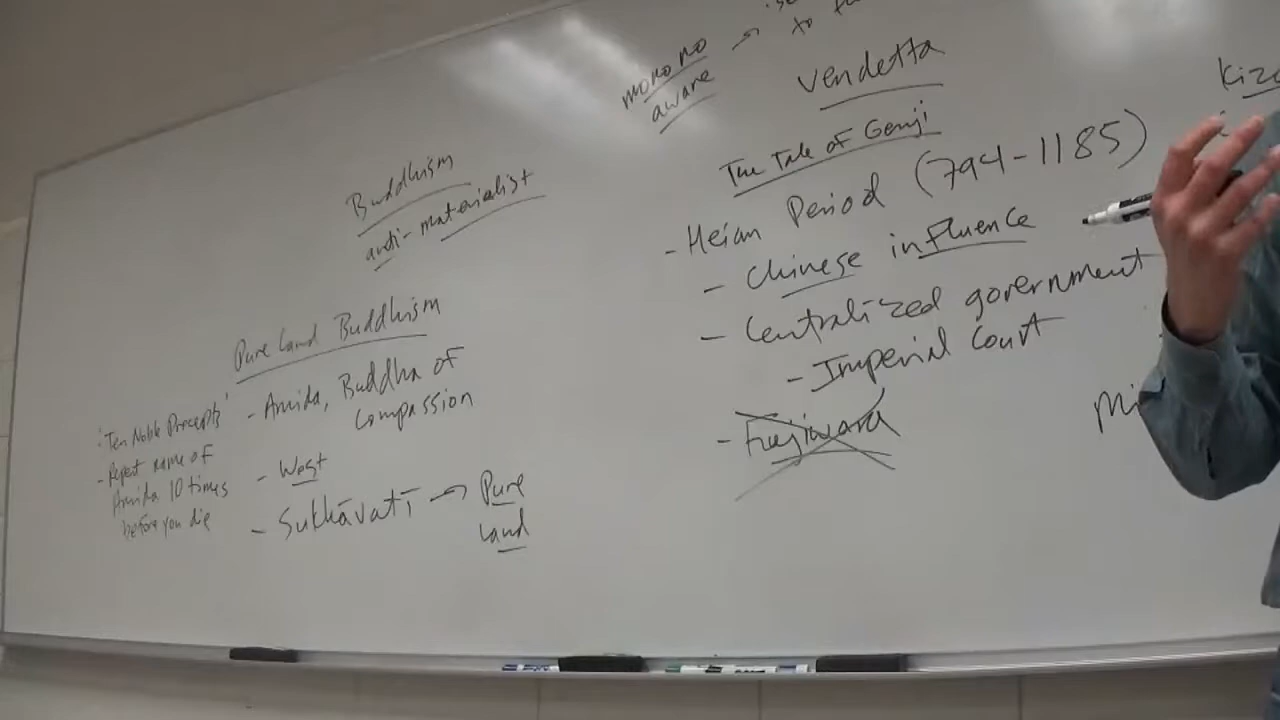 Buddhism
anti-materialist
Pure Land Buddhism
- Amida, Buddha of
Compassion
- West
- Sukhāvatī → Pure
Land
"Ten Noble Precepts"
- Repeat name of
Amida 10 times
before you die
mono no
aware →
to
Vendetta
The Tale of Genji
- Heian Period (794-1185)
- Chinese influence
- Centralized government
- Imperial Court
- Fujiwara